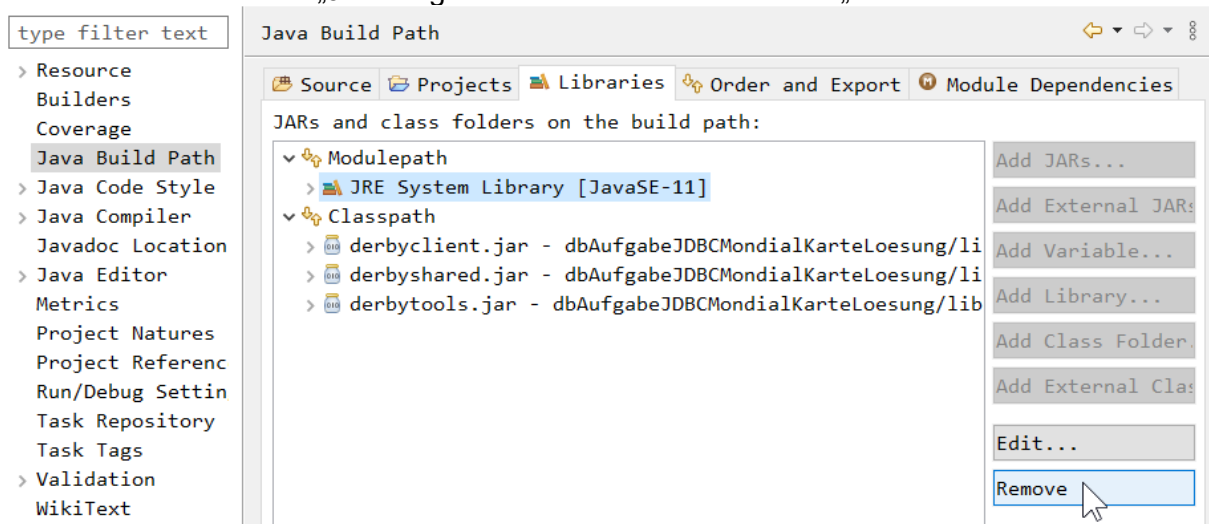 type filter text
Java Build Path
Resource
Builders
Coverage
Java Build Path
Java Code Style
Java Compiler
Javadoc Location
Java Editor
Metrics
Project Natures
Project Referenc
Run/Debug Settin
Task Repository
Task Tags
Validation
WikiText
Source Projects Libraries Order and Export Module Dependencies
JARs and class folders on the build path:
Modulepath
JRE System Library [JavaSE-11]
Classpath
derbyclient.jar - dbAufgabeJDBCMondialKarteLoesung/li
derbyshared.jar - dbAufgabeJDBCMondialKarteLoesung/li
derbytools.jar - dbAufgabeJDBCMondialKarteLoesung/lib
Add JARs...
Add External JARs
Add Variable...
Add Library...
Add Class Folder.
Add External Clas
Edit...
Remove